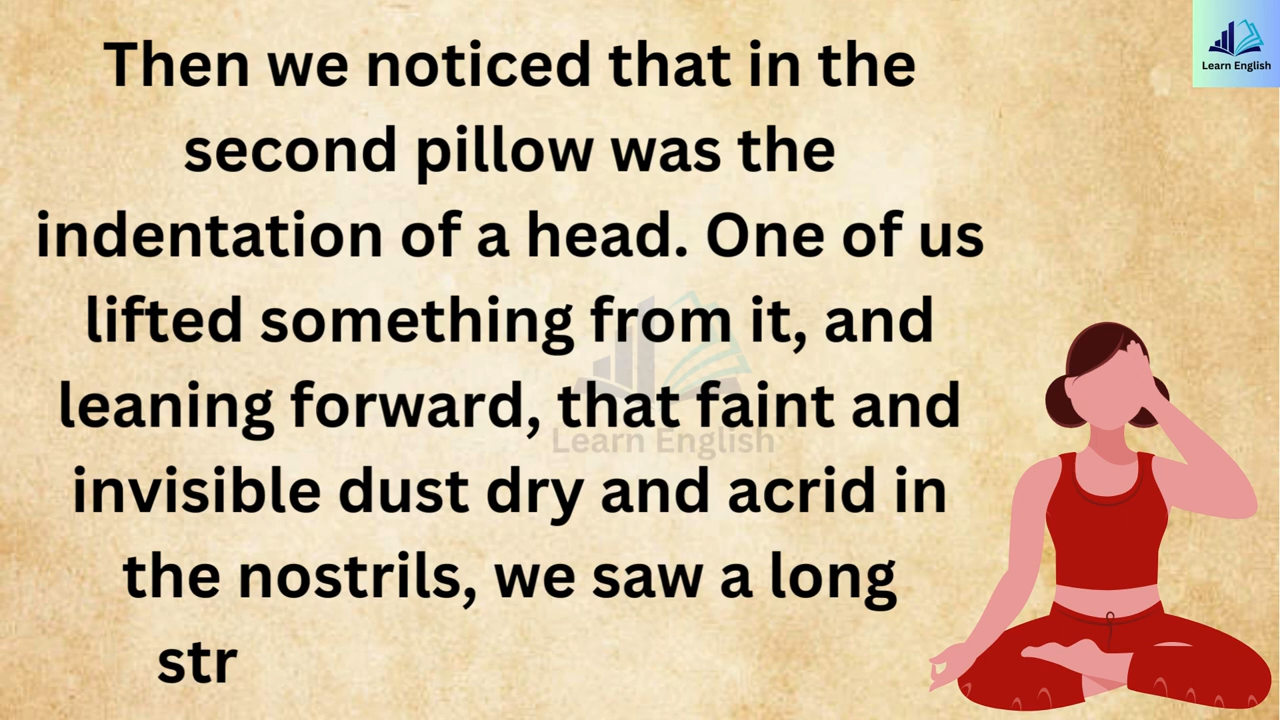 Then we noticed that in the
second pillow was the
indentation of a head. One of us
lifted something from it, and
leaning forward, that faint and
invisible dust dry and acrid in
the nostrils, we saw a long
str
Learn English
Learn English